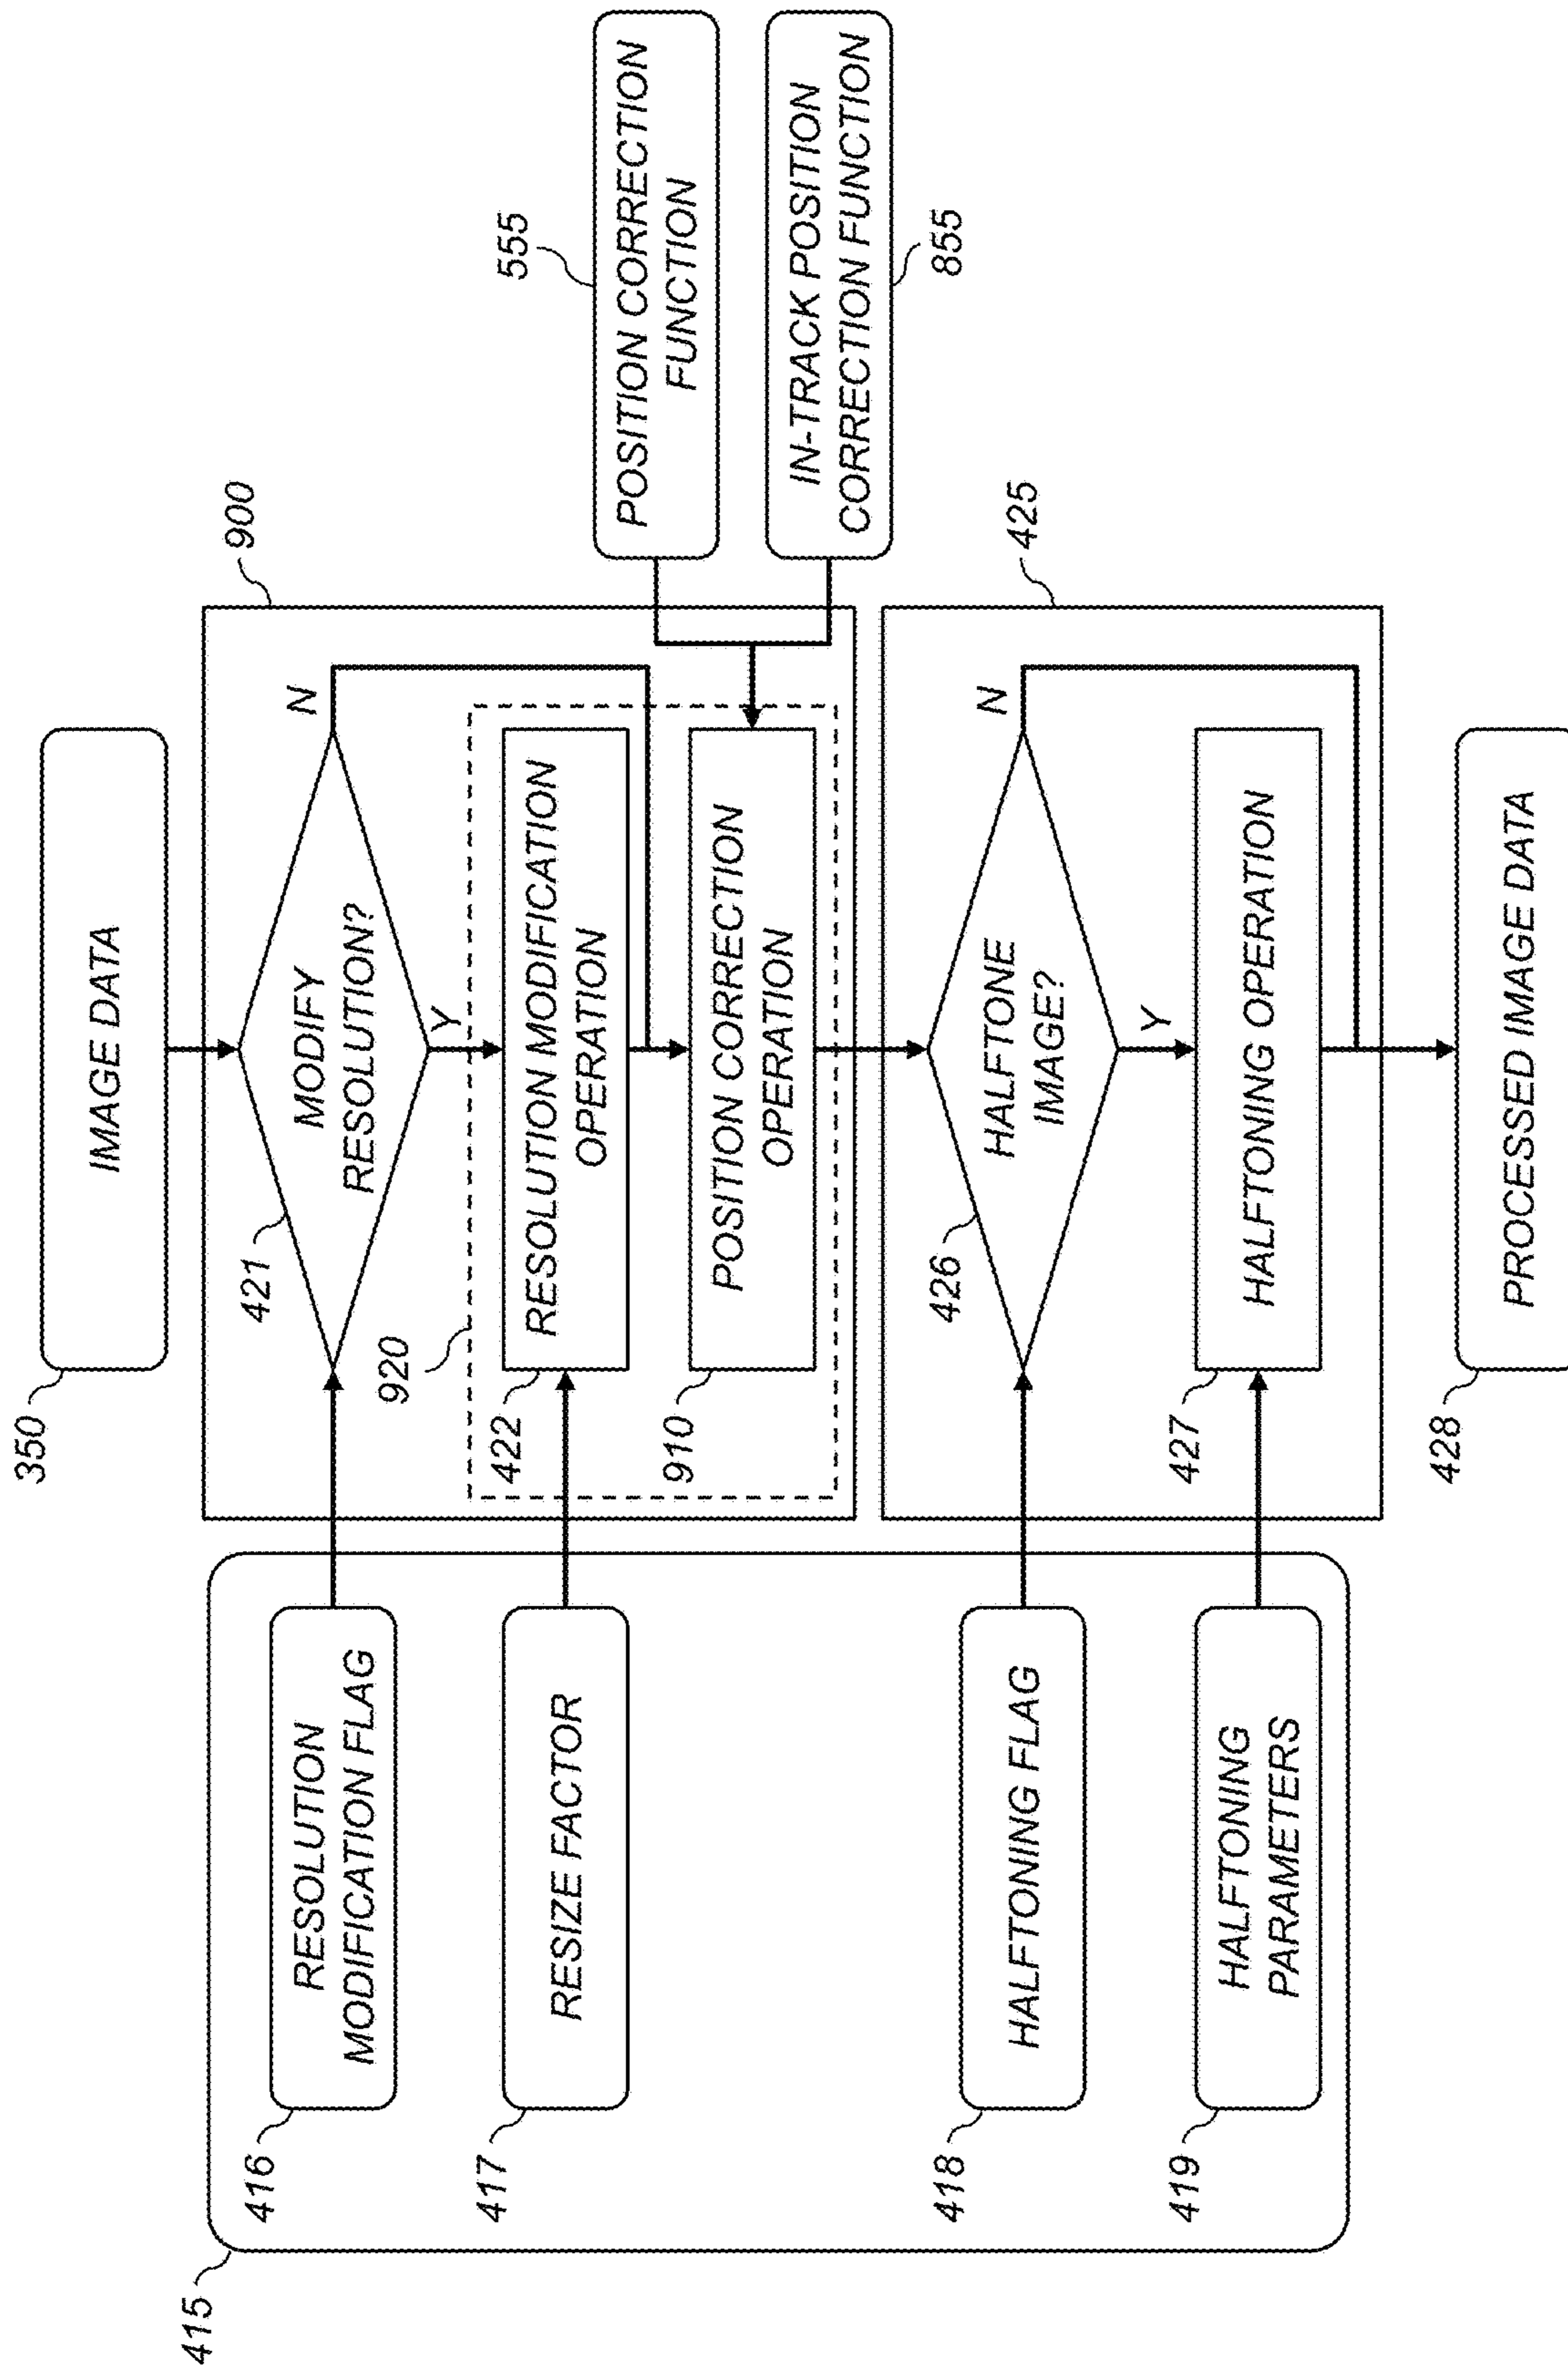 350
IMAGE DATA
900
421
MODIFY
RESOLUTION?
N
Y
415
416
RESOLUTION
MODIFICATION FLAG
417
RESIZE FACTOR
920
422
RESOLUTION MODIFICATION
OPERATION
910
POSITION CORRECTION
OPERATION
555
POSITION CORRECTION
FUNCTION
IN-TRACK POSITION
CORRECTION FUNCTION
855
425
418
HALFTONING FLAG
426
HALFTONE
IMAGE?
N
Y
419
HALFTONING
PARAMETERS
427
HALFTONING OPERATION
428
PROCESSED IMAGE DATA